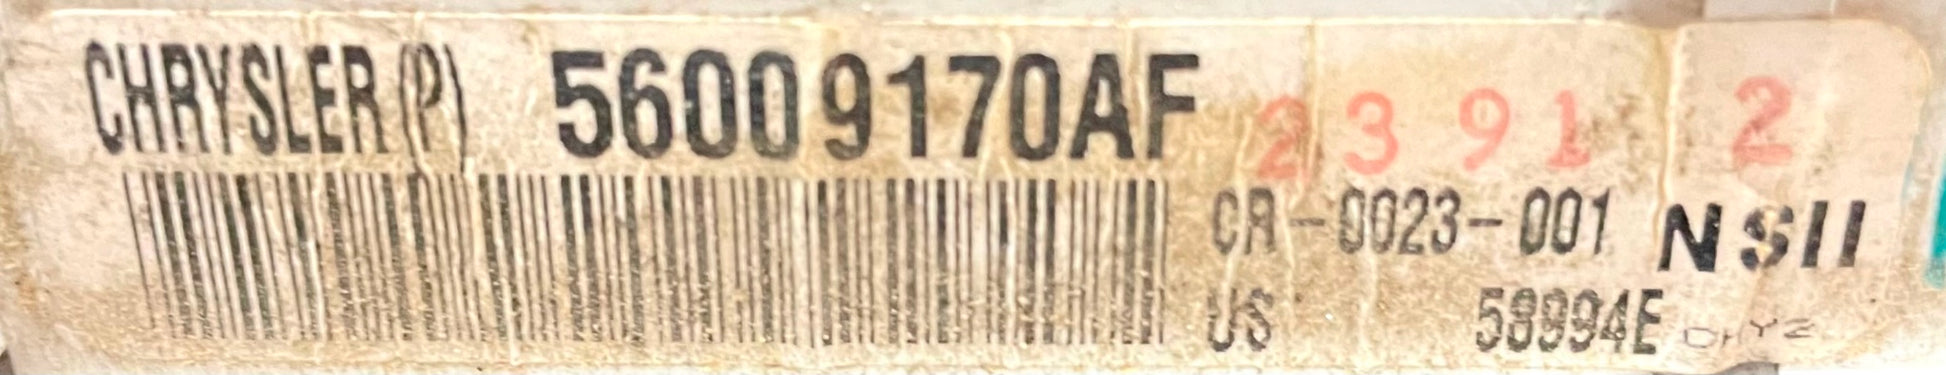 CHRYSLER (P) 56009170AF 2391 2
CR-0023-001 NSII
US 58994E